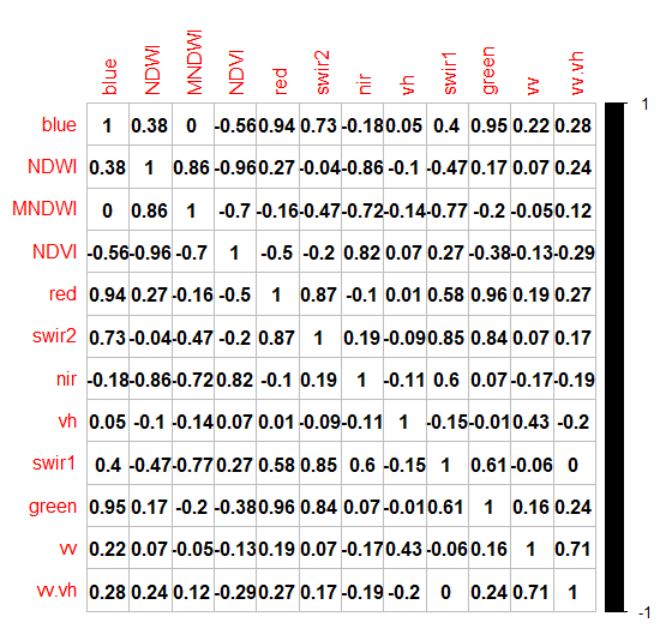 blue NDWI MNDWI NDVI red swir2 nir vh swir1 green vv vv.vh
1
blue 1 0.38 0 -0.56 0.94 0.73 -0.18 0.05 0.4 0.95 0.22 0.28
NDWI 0.38 1 0.86 -0.96 0.27 -0.04 -0.86 -0.1 -0.47 0.17 0.07 0.24
MNDWI 0 0.86 1 -0.7 -0.16 -0.47 -0.72 -0.14 -0.77 -0.2 -0.05 0.12
NDVI -0.56 -0.96 -0.7 1 -0.5 -0.2 0.82 0.07 0.27 -0.38 -0.13 -0.29
red 0.94 0.27 -0.16 -0.5 1 0.87 -0.1 0.01 0.58 0.96 0.19 0.27
swir2 0.73 -0.04 -0.47 -0.2 0.87 1 0.19 -0.09 0.85 0.84 0.07 0.17
nir -0.18 -0.86 -0.72 0.82 -0.1 0.19 1 -0.11 0.6 0.07 -0.17 -0.19
vh 0.05 -0.1 -0.14 0.07 0.01 -0.09 -0.11 1 -0.15 -0.01 0.43 -0.2
swir1 0.4 -0.47 -0.77 0.27 0.58 0.85 0.6 -0.15 1 0.61 -0.06 0
green 0.95 0.17 -0.2 -0.38 0.96 0.84 0.07 -0.01 0.61 1 0.16 0.24
vv 0.22 0.07 -0.05 -0.13 0.19 0.07 -0.17 0.43 -0.06 0.16 1 0.71
vv.vh 0.28 0.24 0.12 -0.29 0.27 0.17 -0.19 -0.2 0 0.24 0.71 1
-1